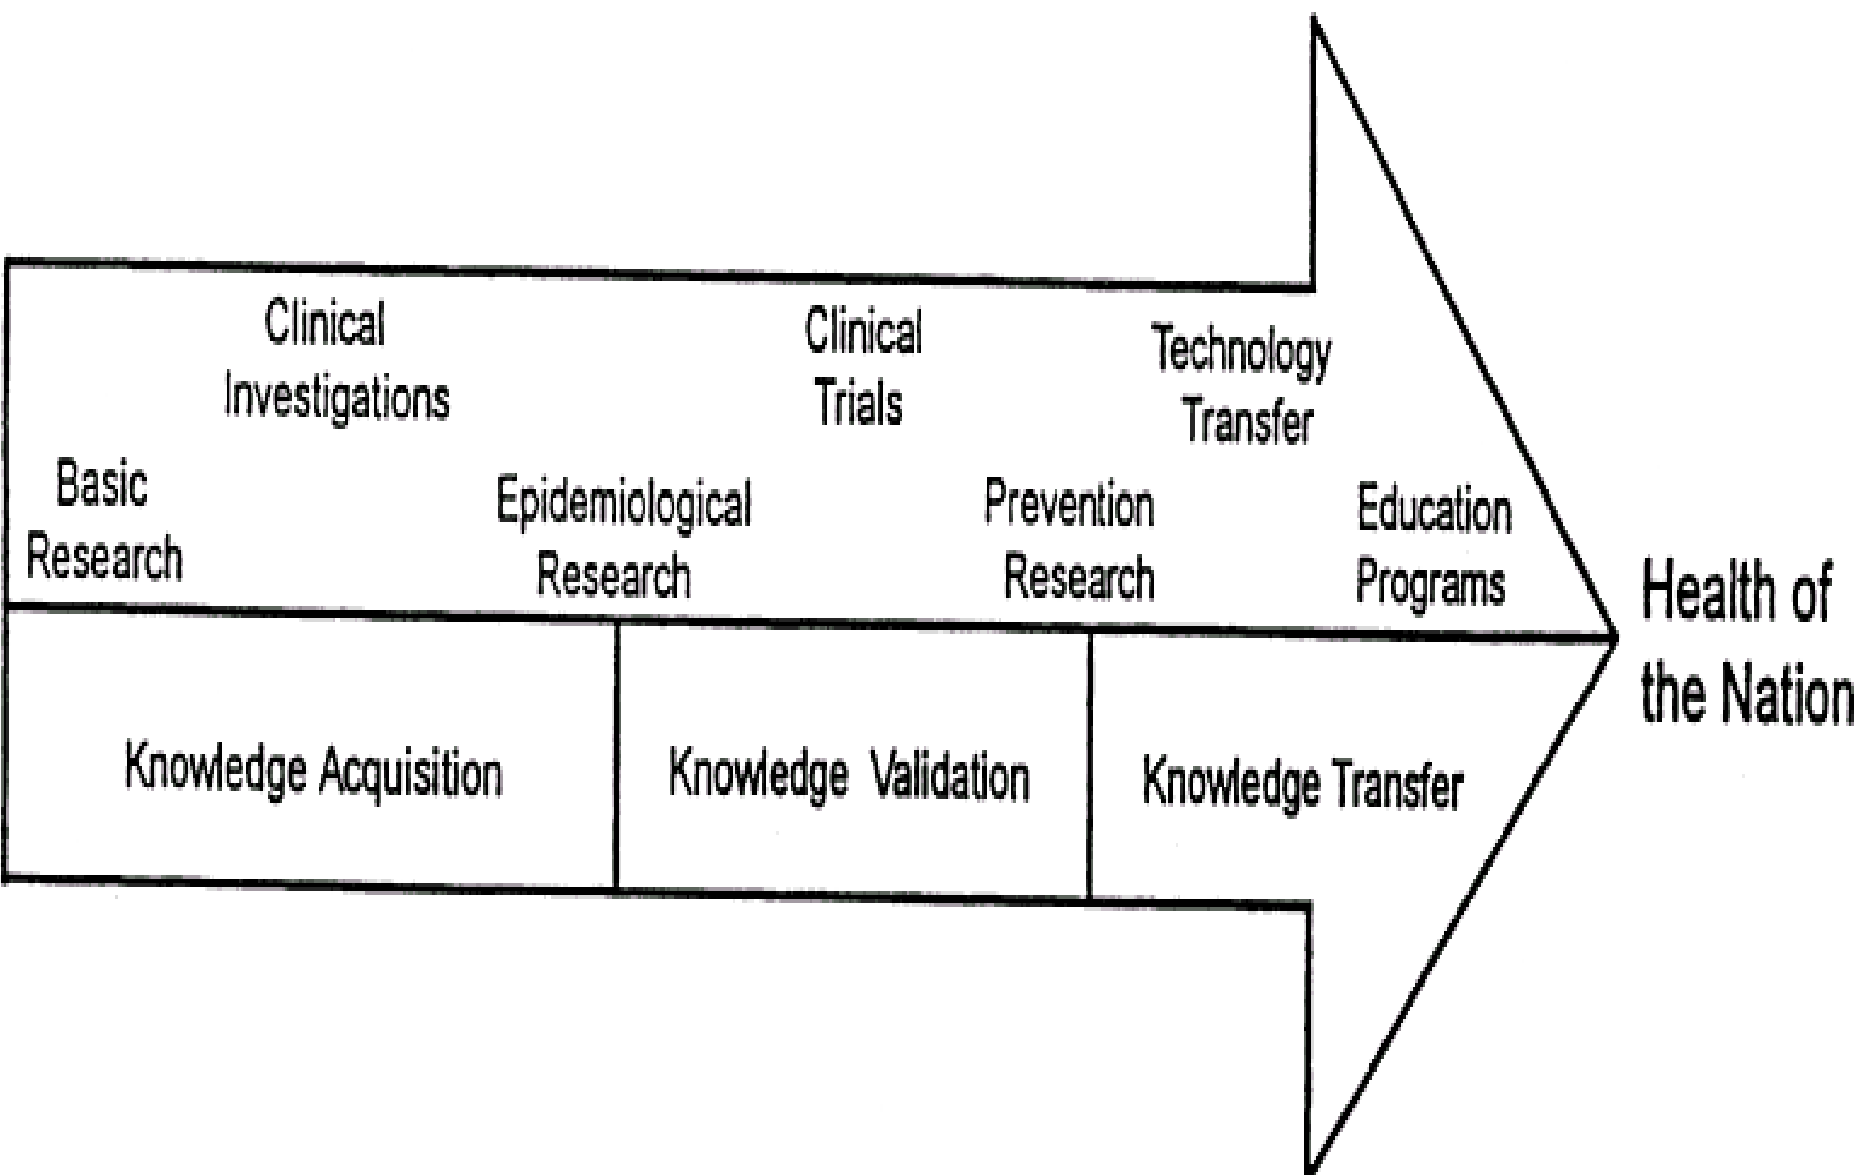 Clinical
Investigations
Clinical
Trials
Technology
Transfer
Basic
Research
Epidemiological
Research
Prevention
Research
Education
Programs
Health of
the Nation
Knowledge Acquisition
Knowledge Validation
Knowledge Transfer